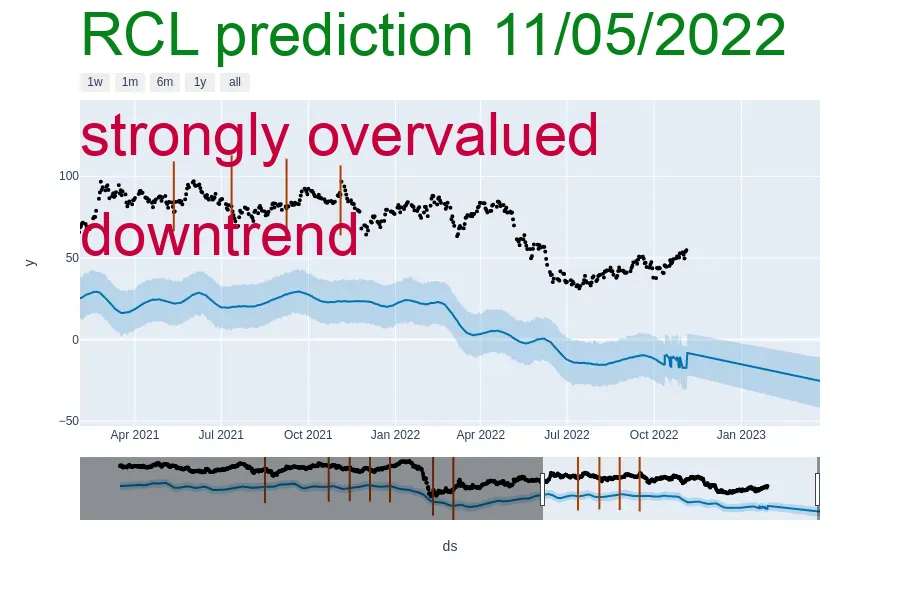 RCL prediction 11/05/2022
1w 1m 6m 1y all
strongly overvalued
100
downtrend
50
y
0
−50
Apr 2021 Jul 2021 Oct 2021 Jan 2022 Apr 2022 Jul 2022 Oct 2022 Jan 2023
ds